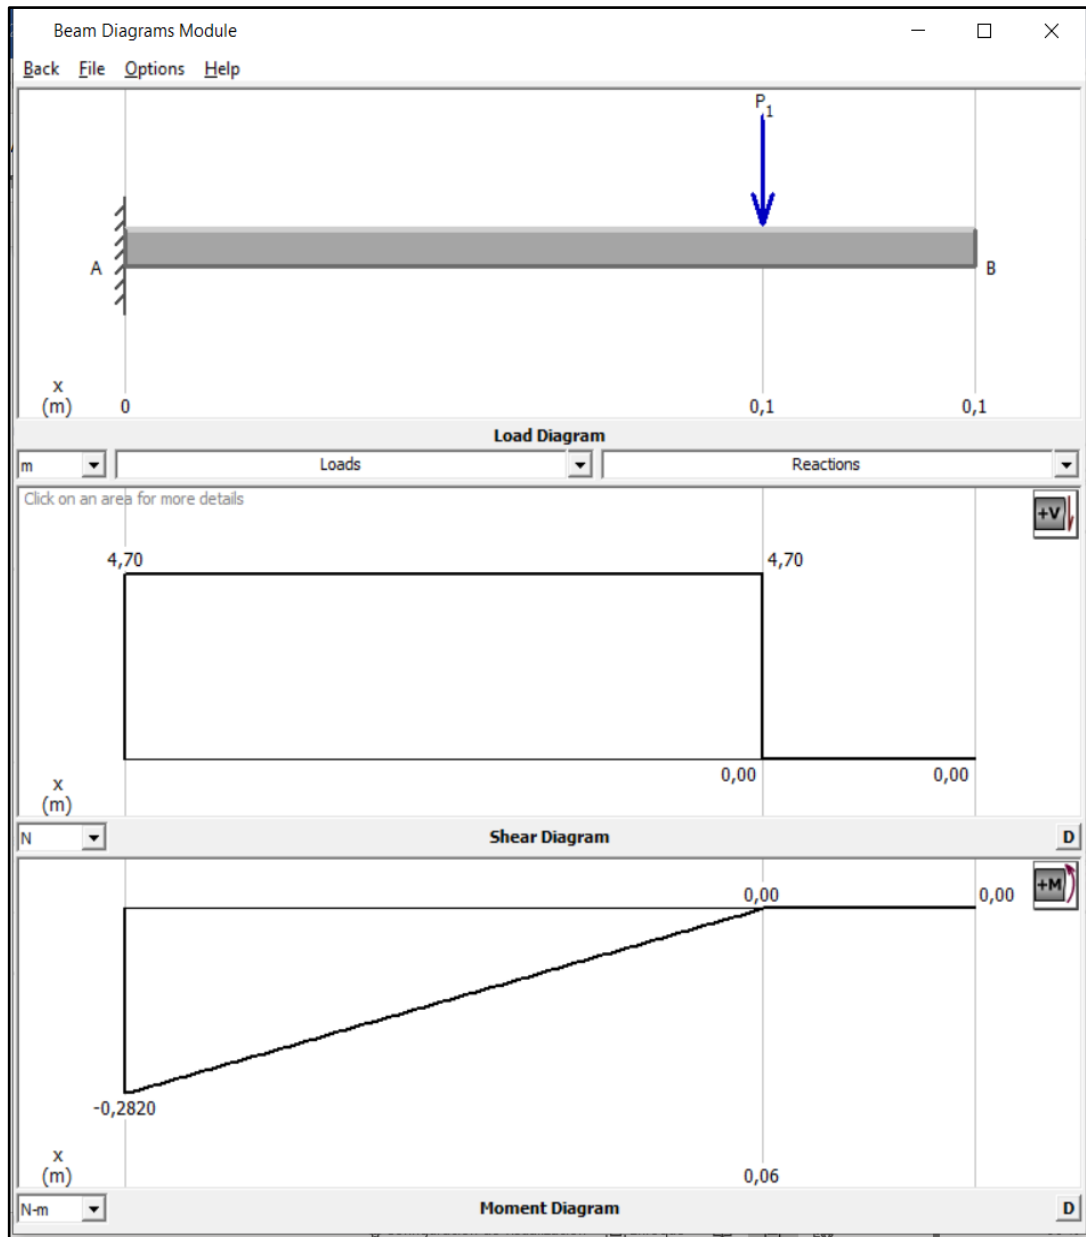 Beam Diagrams Module
Back File Options Help
P1
A
B
x
(m) 0 0,1 0,1
Load Diagram
m Loads Reactions
Click on an area for more details
+V
4,70 4,70
0,00 0,00
x
(m)
N Shear Diagram D
+M
0,00 0,00
-0,2820
x
(m) 0,06
N-m Moment Diagram D